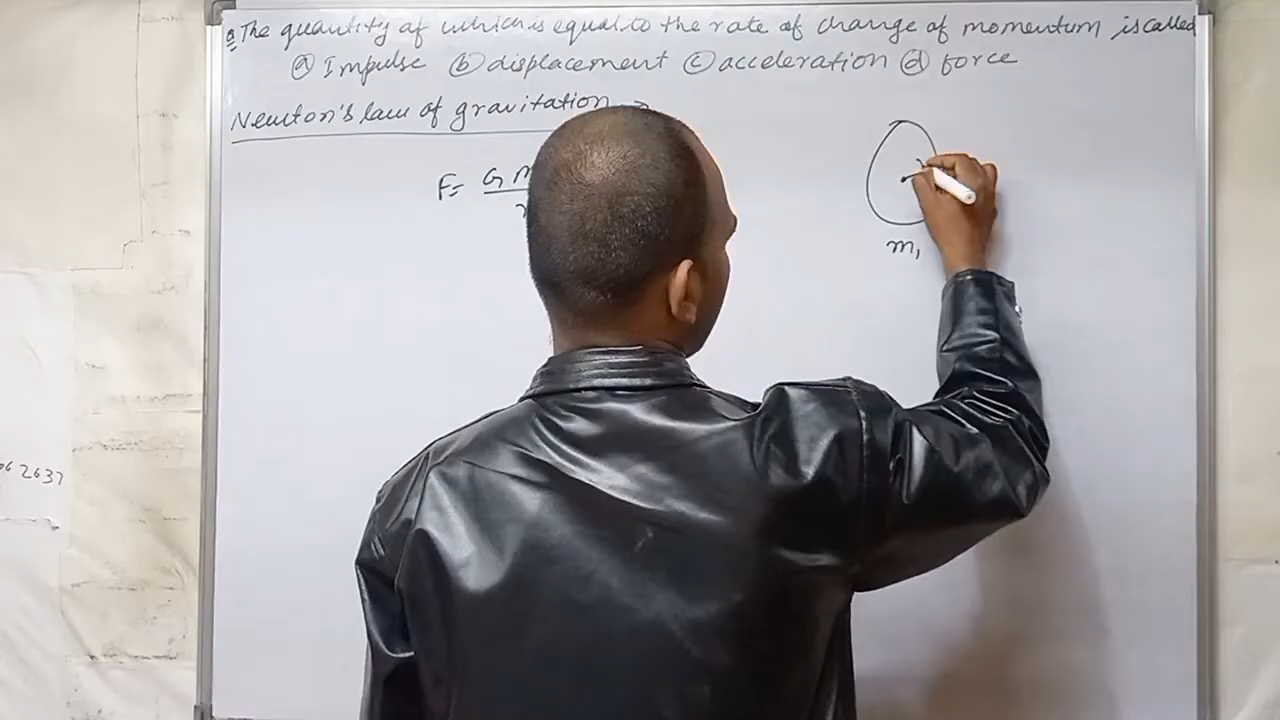 Q The quantity of which is equal to the rate of change of momentum is called
ⓐ Impulse ⓑ displacement ⓒ acceleration ⓓ force
Newton's law of gravitation →
F= G m
r
m₁
62637